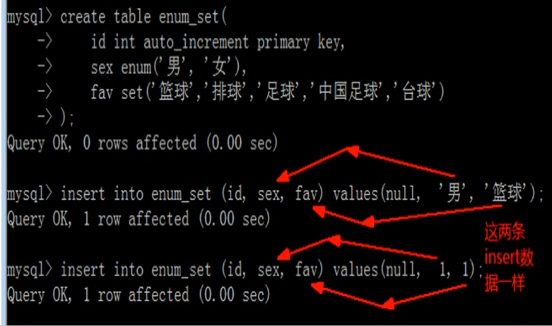 mysql> create table enum_set(
    -> id int auto_increment primary key,
    -> sex enum('男', '女'),
    -> fav set('篮球','排球','足球','中国足球','台球')
    -> );
Query OK, 0 rows affected (0.00 sec)
mysql> insert into enum_set (id, sex, fav) values(null, '男', '篮球');
Query OK, 1 row affected (0.00 sec)
这两条
insert数
据一样
mysql> insert into enum_set (id, sex, fav) values(null, 1, 1);
Query OK, 1 row affected (0.00 sec)